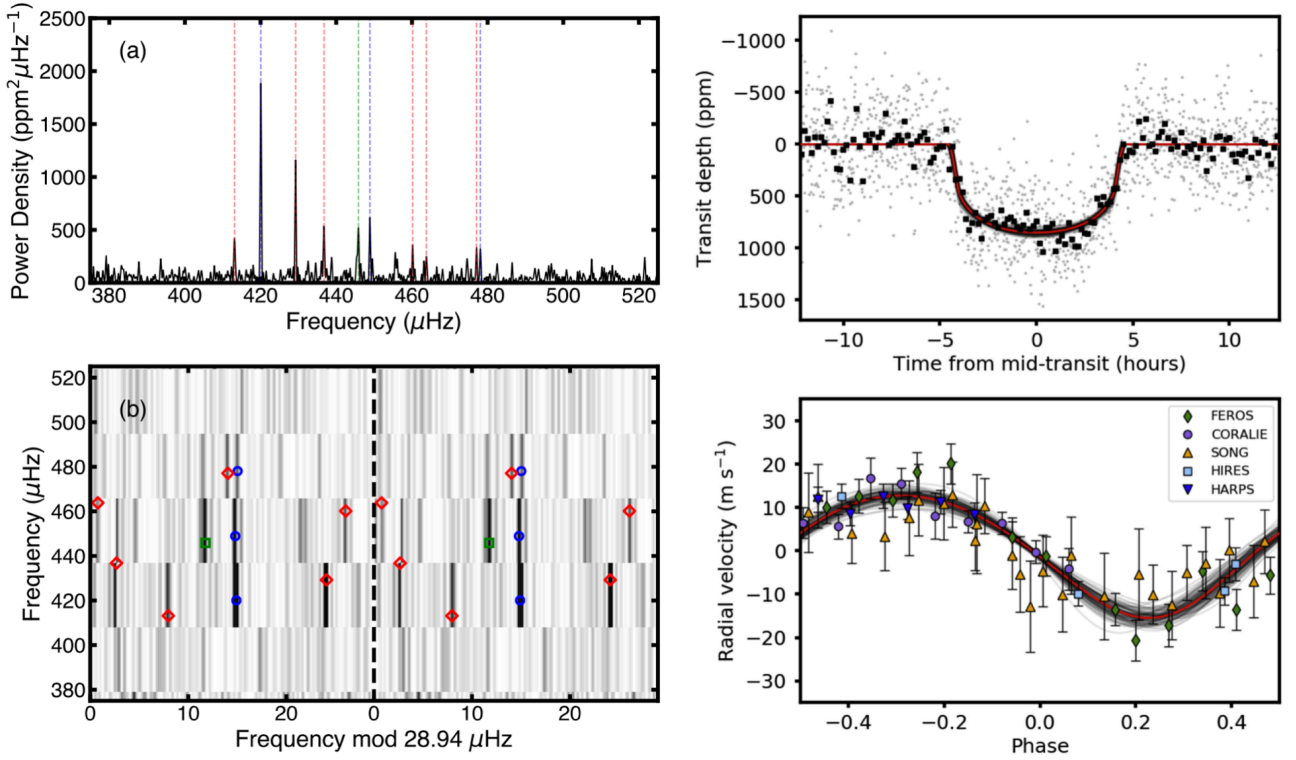 2500
2000
1500
1000
500
0
Power Density (ppm²μHz⁻¹)
(a)
380 400 420 440 460 480 500 520
Frequency (μHz)
520
500
480
460
440
420
400
380
Frequency (μHz)
(b)
0 10 20 0 10 20
Frequency mod 28.94 μHz
−1000
−500
0
500
1000
1500
Transit depth (ppm)
−10 −5 0 5 10
Time from mid-transit (hours)
30
20
10
0
−10
−20
−30
Radial velocity (m s⁻¹)
FEROS
CORALIE
SONG
HIRES
HARPS
−0.4 −0.2 0.0 0.2 0.4
Phase